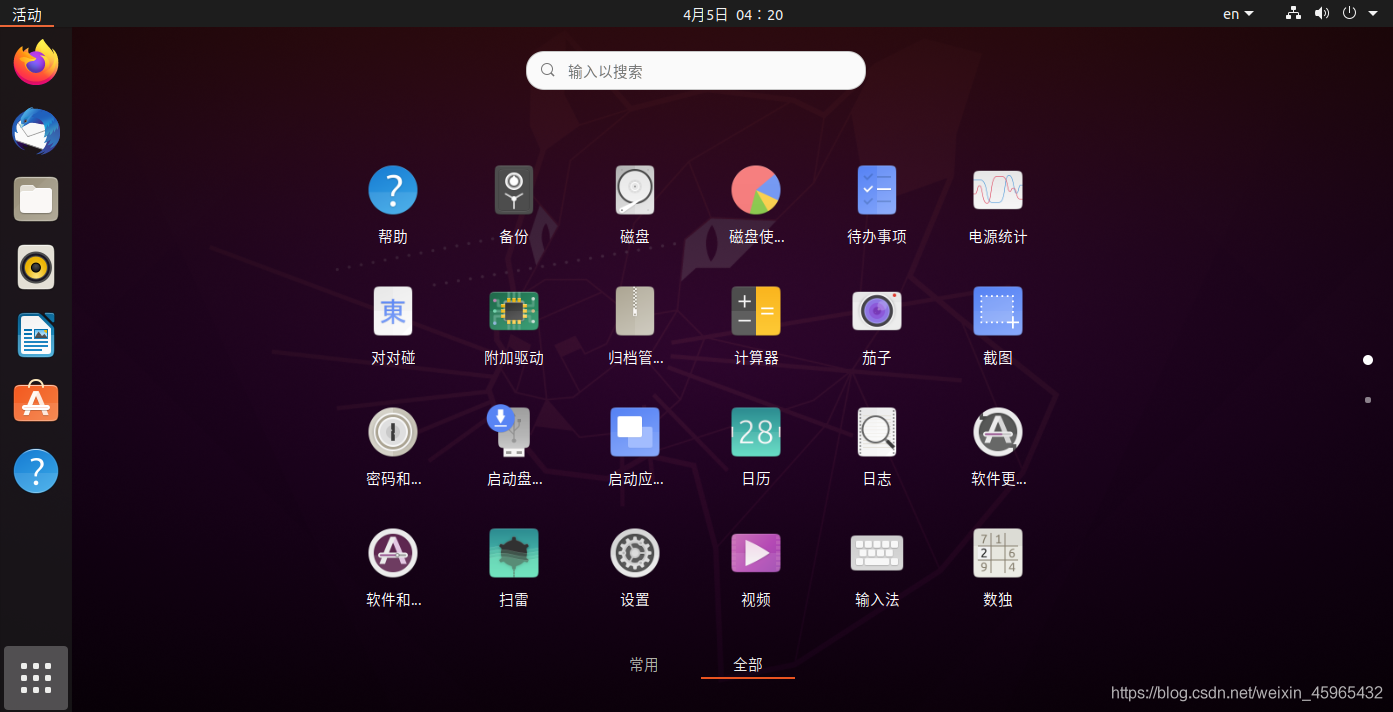 活动
4月5日 04：20
en
输入以搜索
帮助
备份
磁盘
磁盘使...
待办事项
电源统计
東
对对碰
附加驱动
归档管...
计算器
茄子
截图
密码和...
启动盘...
启动应...
28
日历
日志
软件更...
软件和...
扫雷
设置
视频
输入法
7 1
2 6
9 4
数独
常用
全部
https://blog.csdn.net/weixin_45965432